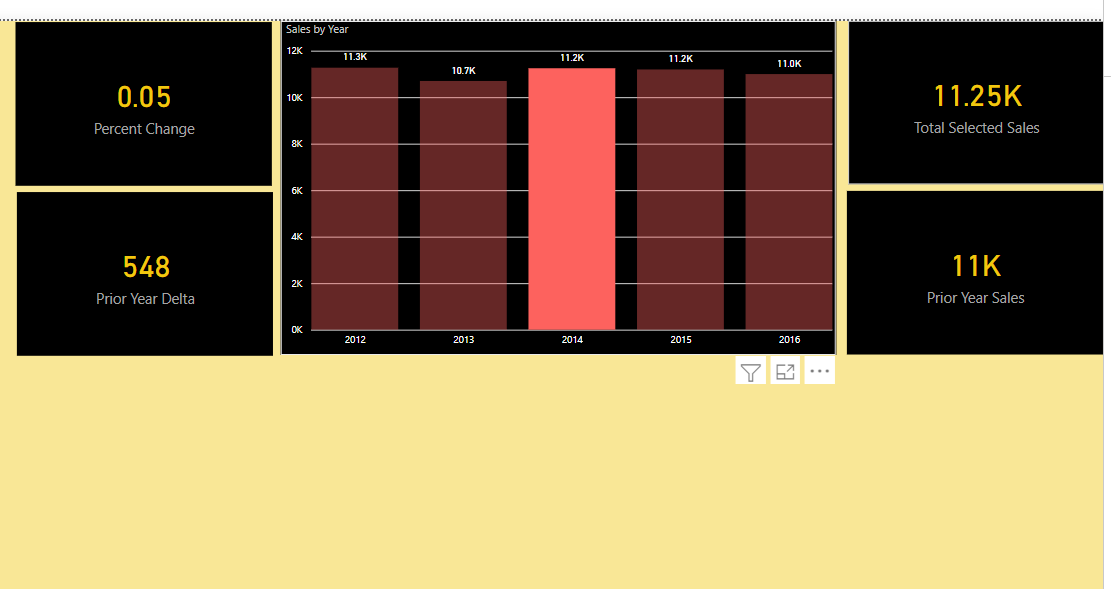 0.05
Percent Change
548
Prior Year Delta
Sales by Year
12K
10K
8K
6K
4K
2K
0K
11.3K
10.7K
11.2K
11.2K
11.0K
2012
2013
2014
2015
2016
11.25K
Total Selected Sales
11K
Prior Year Sales